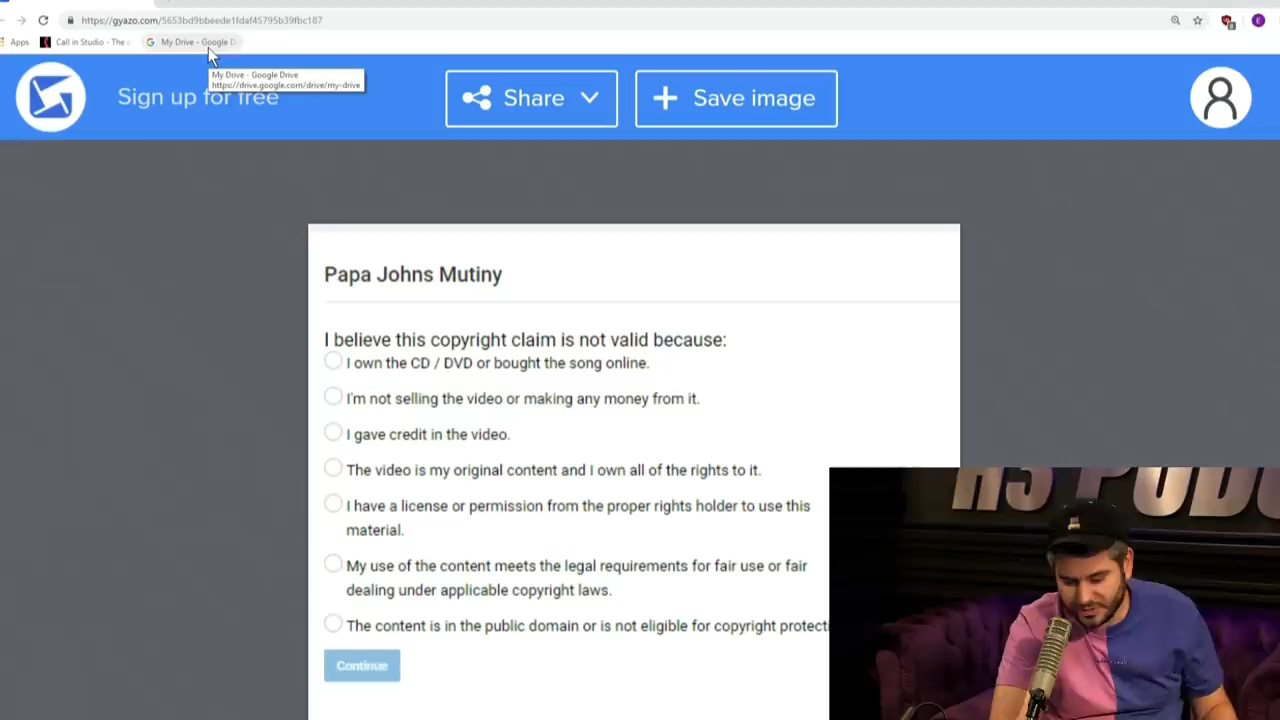 https://gyazo.com/5653bd9bbeede1fdaf45795b39fbc187
Apps
Call in Studio - The
My Drive - Google D
My Drive - Google Drive
https://drive.google.com/drive/my-drive
Sign up for free
Share
Save image
Papa Johns Mutiny
I believe this copyright claim is not valid because:
I own the CD / DVD or bought the song online.
I'm not selling the video or making any money from it.
I gave credit in the video.
The video is my original content and I own all of the rights to it.
I have a license or permission from the proper rights holder to use this
material.
My use of the content meets the legal requirements for fair use or fair
dealing under applicable copyright laws.
The content is in the public domain or is not eligible for copyright protecti
Continue
H3 PODC
E